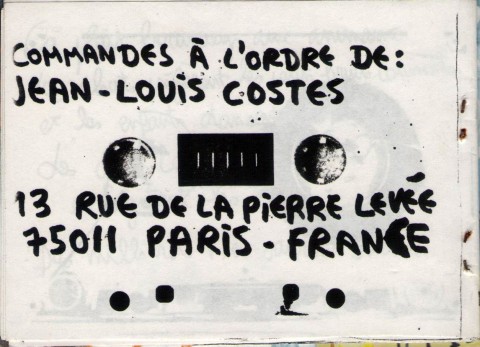 COMMANDES À L'ORDRE DE:
JEAN-LOUIS COSTES
13 RUE DE LA PIERRE LEVÉE
75011 PARIS - FRANCE